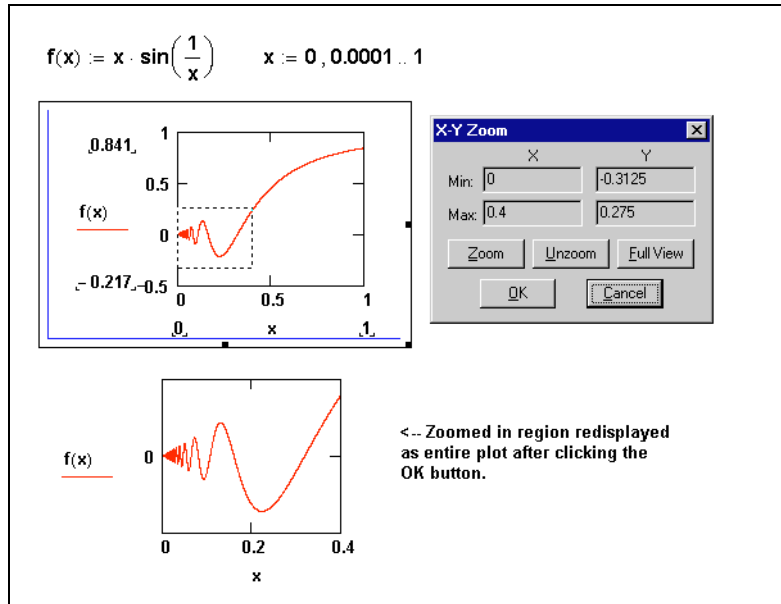 f(x) := x · sin(1/x) x := 0 , 0.0001 .. 1
0.841
1
0.5
f(x)
0
-0.217
-0.5
0 0.5 1
0 x 1
X-Y Zoom
X Y
Min: 0 -0.3125
Max: 0.4 0.275
Zoom Unzoom Full View
OK Cancel
f(x)
0
0 0.2 0.4
x
<-- Zoomed in region redisplayed
as entire plot after clicking the
OK button.